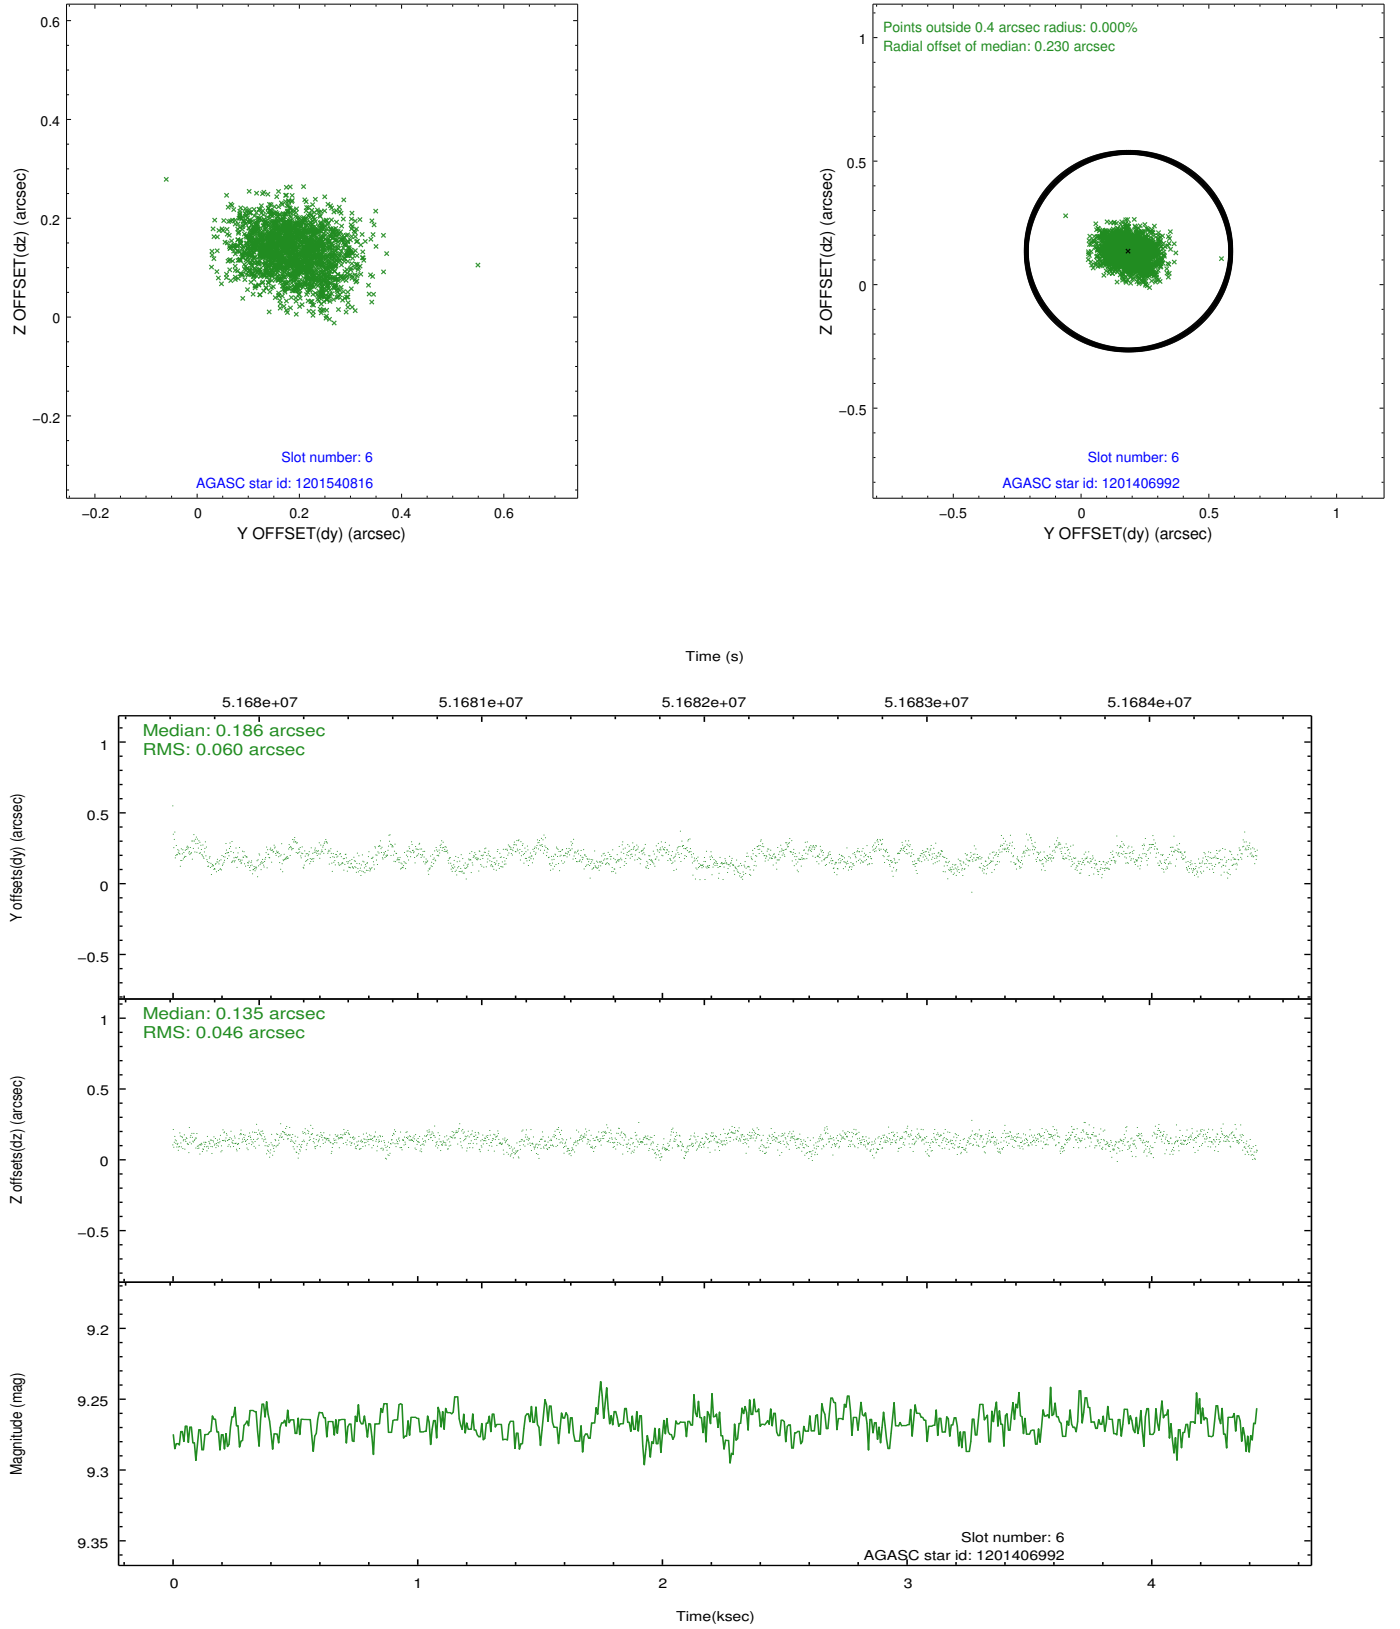 0.6
0.4
0.2
0
−0.2
Z OFFSET(dz) (arcsec)
Slot number: 6
AGASC star id: 1201540816
−0.2 0 0.2 0.4 0.6
Y OFFSET(dy) (arcsec)
Points outside 0.4 arcsec radius: 0.000%
Radial offset of median: 0.230 arcsec
1
0.5
0
−0.5
Z OFFSET(dz) (arcsec)
Slot number: 6
AGASC star id: 1201406992
−0.5 0 0.5 1
Y OFFSET(dy) (arcsec)
Time (s)
5.168e+07 5.1681e+07 5.1682e+07 5.1683e+07 5.1684e+07
Median: 0.186 arcsec
RMS: 0.060 arcsec
1
0.5
0
−0.5
Y offsets(dy) (arcsec)
Median: 0.135 arcsec
RMS: 0.046 arcsec
1
0.5
0
−0.5
Z offsets(dz) (arcsec)
9.2
9.25
9.3
9.35
Magnitude (mag)
Slot number: 6
AGASC star id: 1201406992
0 1 2 3 4
Time(ksec)